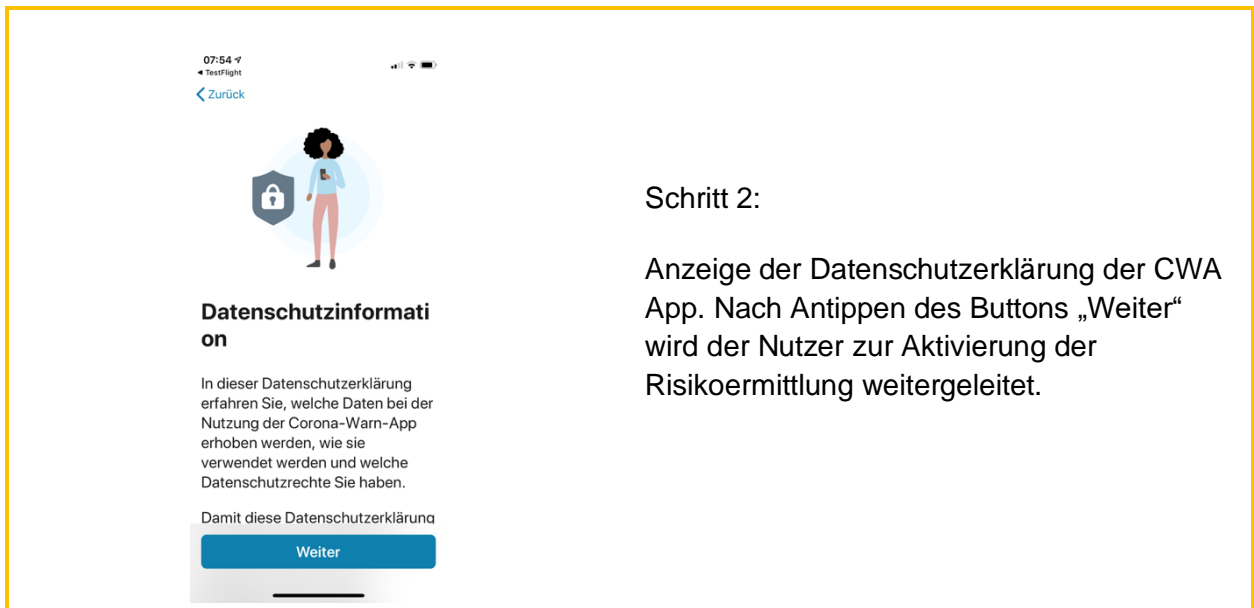 07:54
◀ TestFlight
Zurück
Datenschutzinformati
on
In dieser Datenschutzerklärung
erfahren Sie, welche Daten bei der
Nutzung der Corona-Warn-App
erhoben werden, wie sie
verwendet werden und welche
Datenschutzrechte Sie haben.
Damit diese Datenschutzerklärung
Weiter
Schritt 2:
Anzeige der Datenschutzerklärung der CWA
App. Nach Antippen des Buttons „Weiter“
wird der Nutzer zur Aktivierung der
Risikoermittlung weitergeleitet.